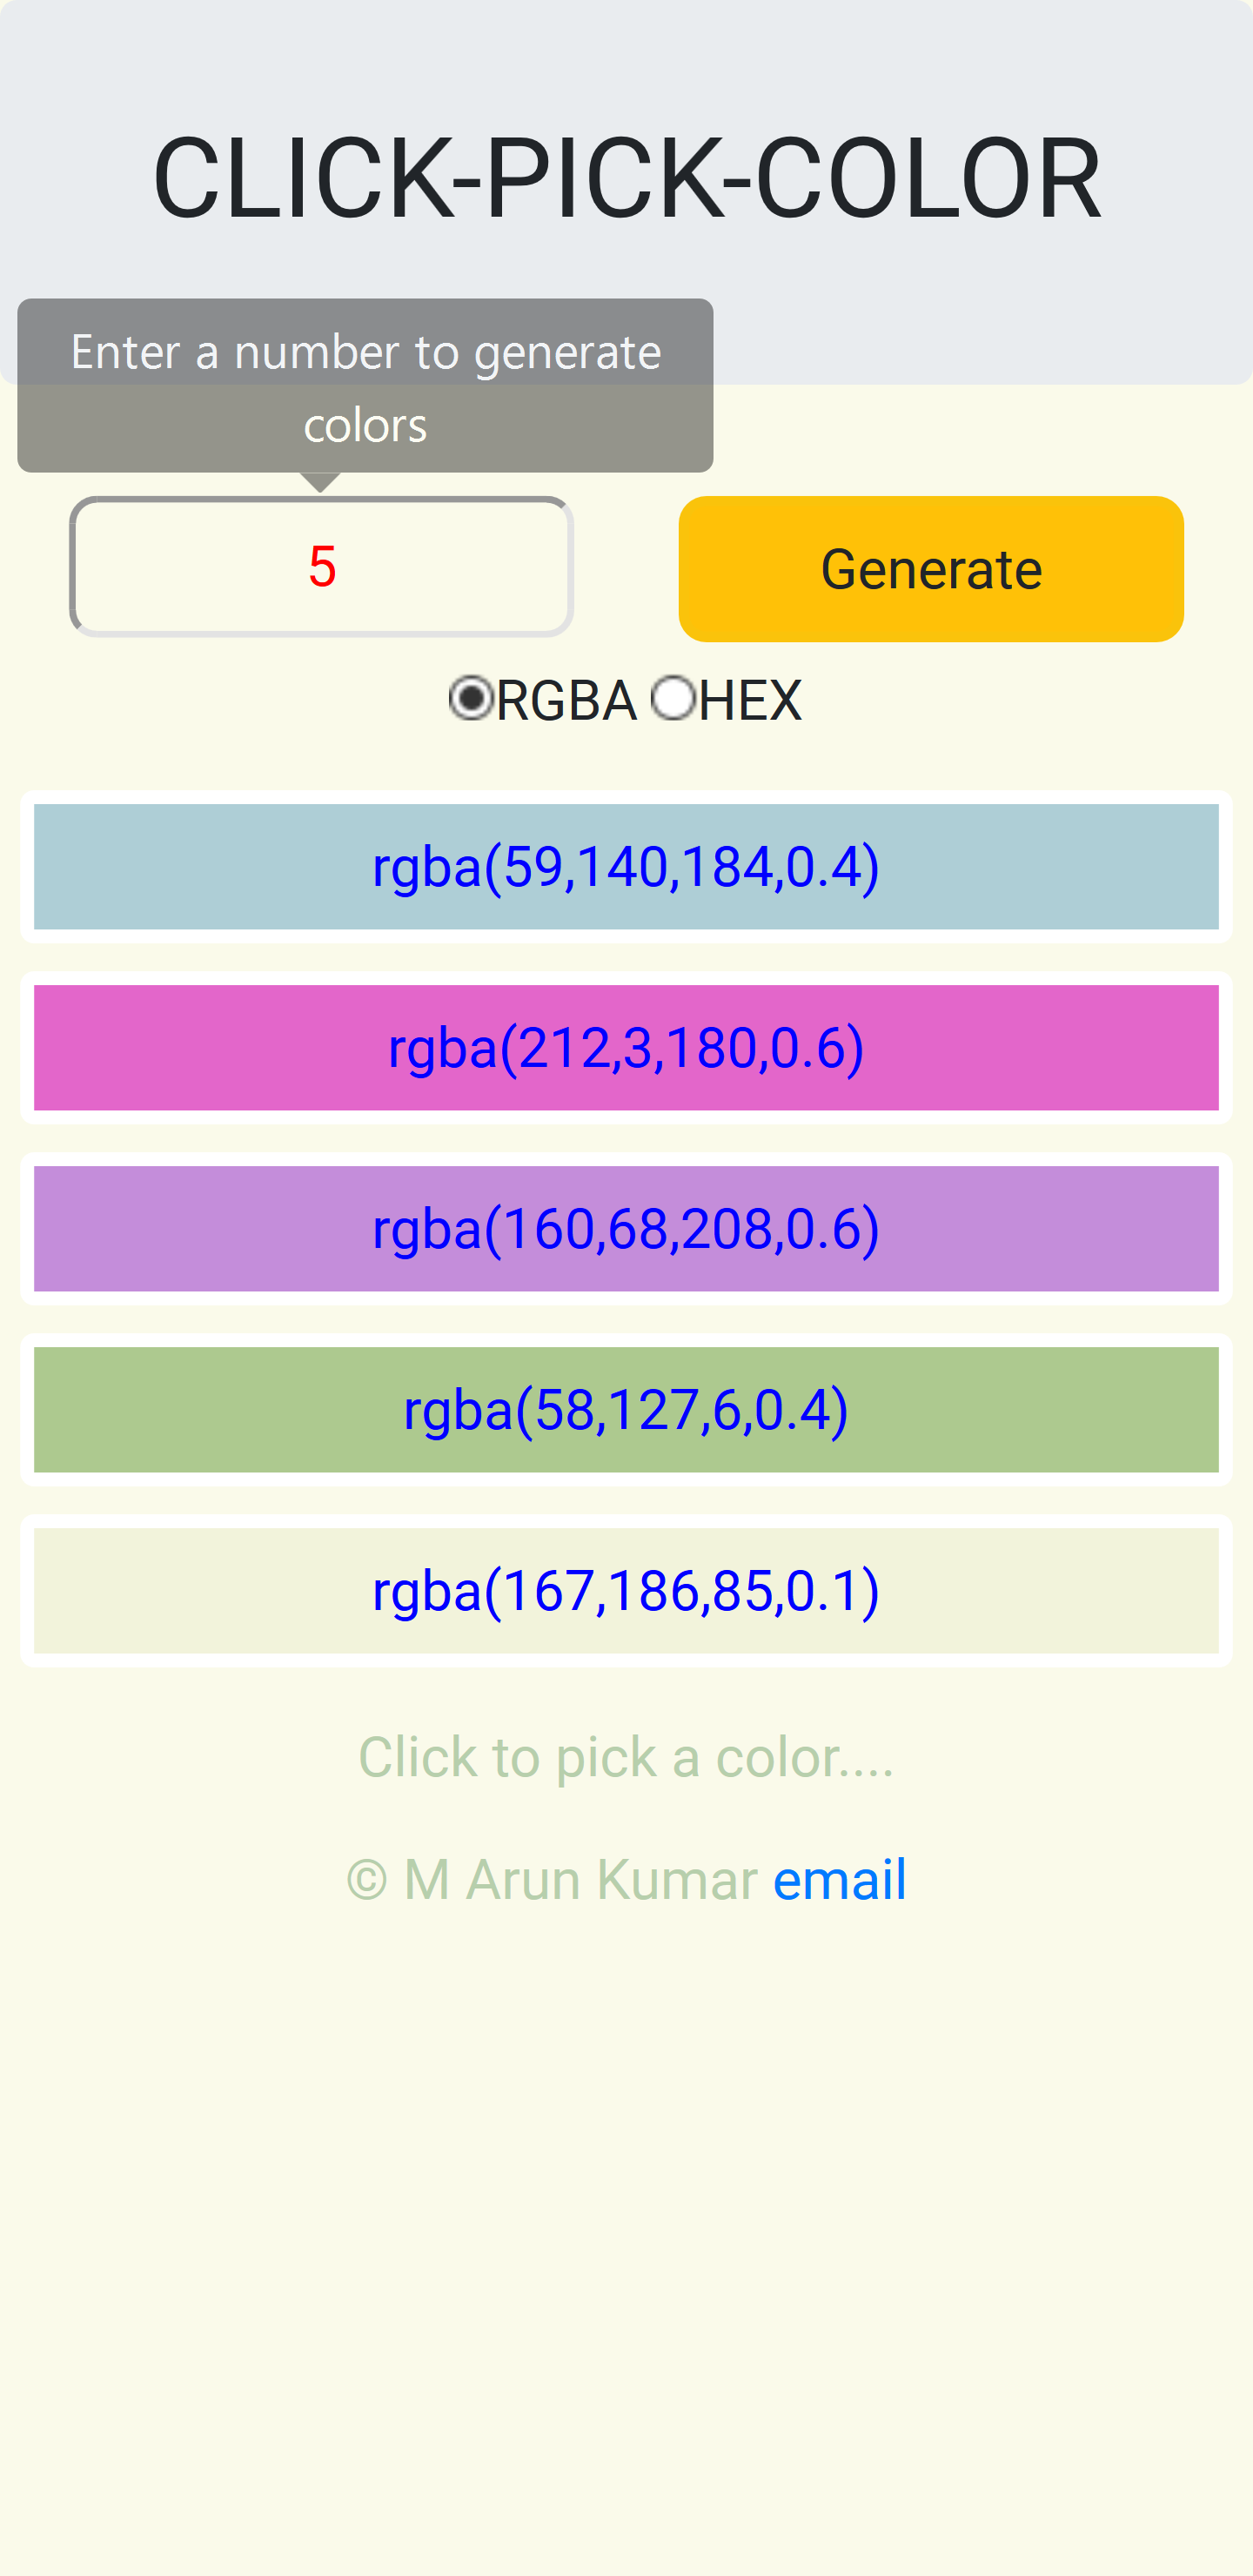 CLICK-PICK-COLOR
Enter a number to generate
colors
5
Generate
RGBA HEX
rgba(59,140,184,0.4)
rgba(212,3,180,0.6)
rgba(160,68,208,0.6)
rgba(58,127,6,0.4)
rgba(167,186,85,0.1)
Click to pick a color....
© M Arun Kumar email